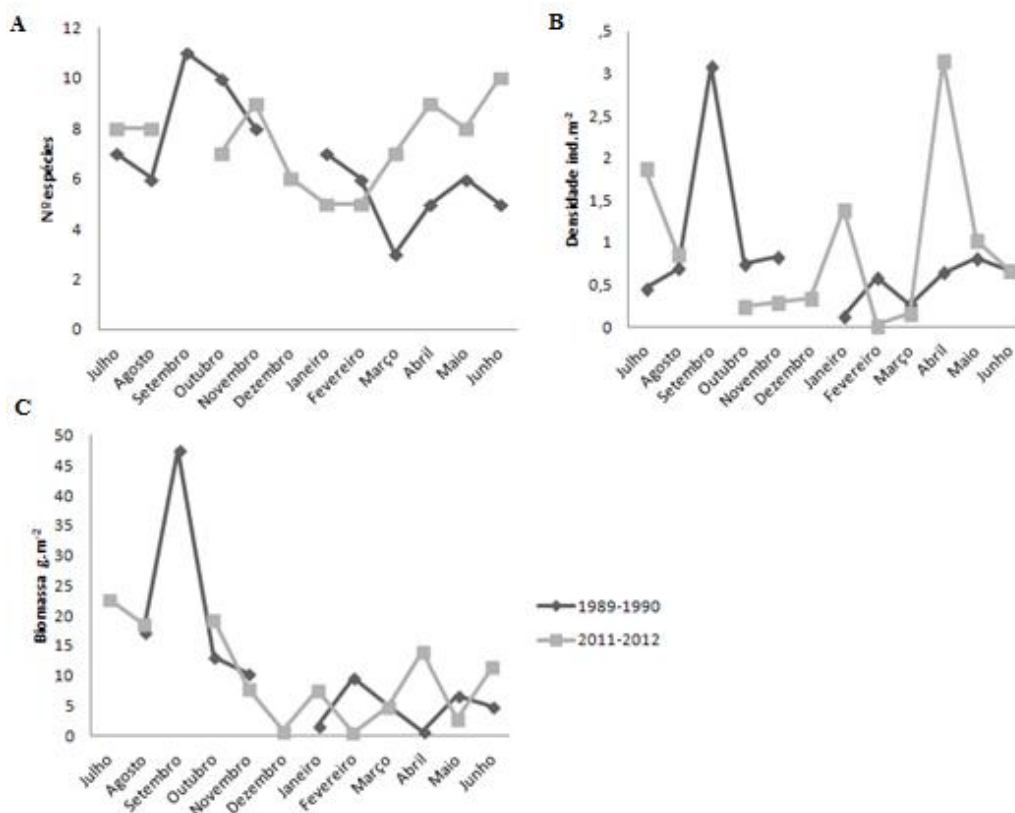 A
Nº espécies
12
10
8
6
4
2
0
Julho
Agosto
Setembro
Outubro
Novembro
Dezembro
Janeiro
Fevereiro
Março
Abril
Maio
Junho
B
Densidade ind.m⁻²
,5
3
2,5
2
1,5
1
0,5
0
Julho
Agosto
Setembro
Outubro
Novembro
Dezembro
Janeiro
Fevereiro
Março
Abril
Maio
Junho
C
Biomassa g.m⁻²
50
45
40
35
30
25
20
15
10
5
0
Julho
Agosto
Setembro
Outubro
Novembro
Dezembro
Janeiro
Fevereiro
Março
Abril
Maio
Junho
1989-1990
2011-2012